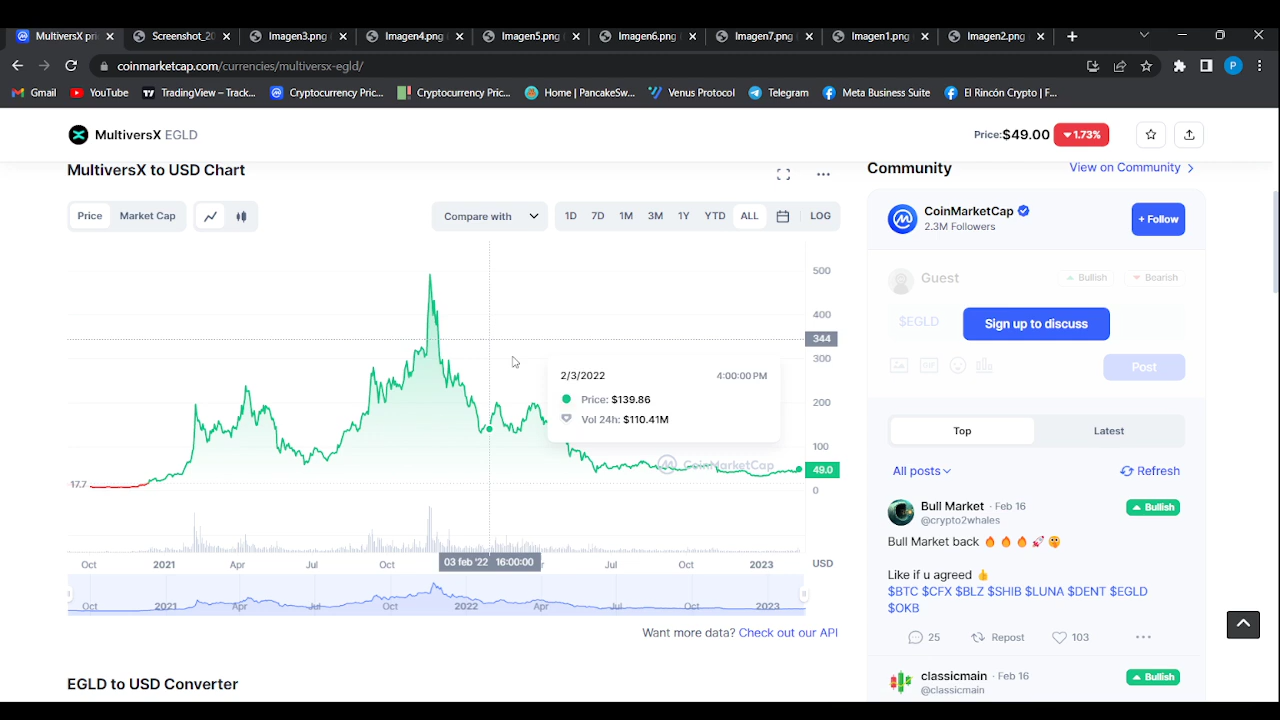 MultiversX pri
Screenshot_20
Imagen3.png
Imagen4.png
Imagen5.png
Imagen6.png
Imagen7.png
Imagen1.png
Imagen2.png
coinmarketcap.com/currencies/multiversx-egld/
P
Gmail
YouTube
TradingView – Track...
Cryptocurrency Pric...
Cryptocurrency Pric...
Home | PancakeSw...
Venus Protocol
Telegram
Meta Business Suite
El Rincón Crypto | F...
MultiversX EGLD
Price:$49.00
1.73%
MultiversX to USD Chart
Price
Market Cap
Compare with
1D
7D
1M
3M
1Y
YTD
ALL
LOG
500
400
344
300
200
100
49.0
0
17.7
2/3/2022
4:00:00 PM
Price: $139.86
Vol 24h: $110.41M
CoinMarketCap
Oct
2021
Apr
Jul
Oct
03 feb '22 16:00:00
Jul
Oct
2023
USD
Oct
2021
Apr
Jul
Oct
2022
Apr
Jul
Oct
2023
Want more data? Check out our API
EGLD to USD Converter
Community
View on Community
CoinMarketCap
2.3M Followers
+ Follow
Guest
Bullish
Bearish
$EGLD
Sign up to discuss
GIF
Post
Top
Latest
All posts
Refresh
Bull Market · Feb 16
@crypto2whales
Bullish
Bull Market back 🔥 🔥 🔥 🚀 🤫
Like if u agreed 👍
$BTC $CFX $BLZ $SHIB $LUNA $DENT $EGLD
$OKB
25
Repost
103
classicmain · Feb 16
@classicmain
Bullish